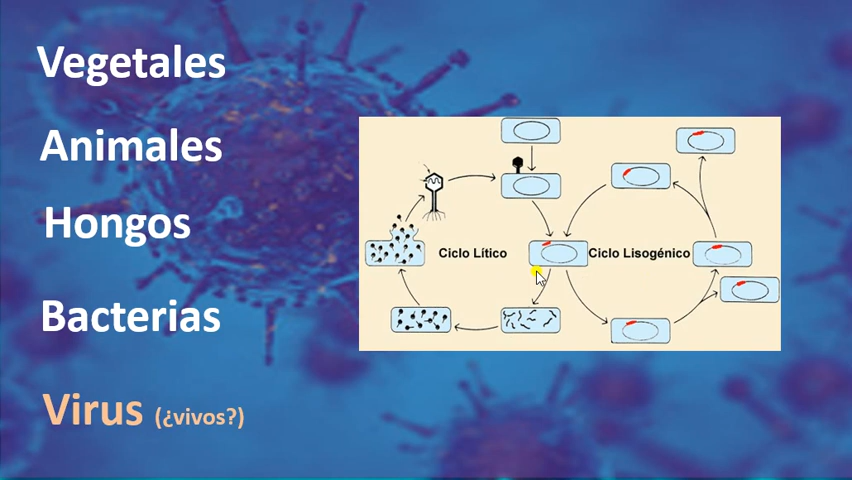 Vegetales
Animales
Hongos
Bacterias
Virus (¿vivos?)
Ciclo Lítico
Ciclo Lisogénico